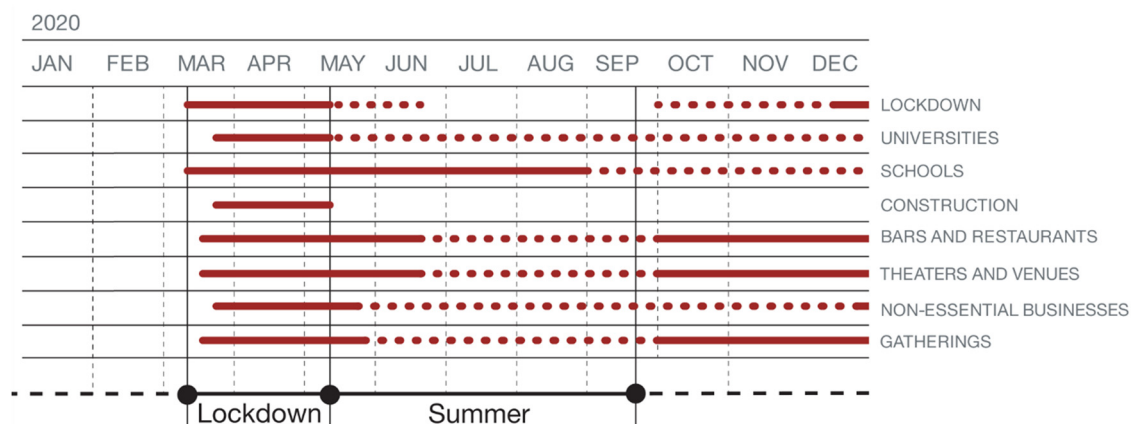 2020
JAN FEB MAR APR MAY JUN JUL AUG SEP OCT NOV DEC
LOCKDOWN
UNIVERSITIES
SCHOOLS
CONSTRUCTION
BARS AND RESTAURANTS
THEATERS AND VENUES
NON-ESSENTIAL BUSINESSES
GATHERINGS
Lockdown Summer